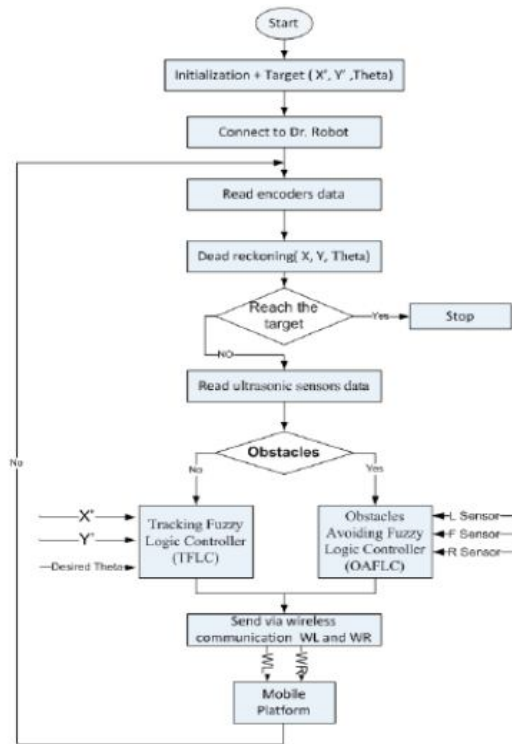 Start
Initialization + Target ( X', Y' ,Theta)
Connect to Dr. Robot
Read encoders data
Dead reckoning( X, Y, Theta)
Reach the
target
Yes
Stop
NO
Read ultrasonic sensors data
Obstacles
No
No
Yes
X'
Y'
Desired Theta
Tracking Fuzzy
Logic Controller
(TFLC)
Obstacles
Avoiding Fuzzy
Logic Controller
(OAFLC)
L Sensor
F Sensor
R Sensor
Send via wireless
communication WL and WR
WL
WR
Mobile
Platform